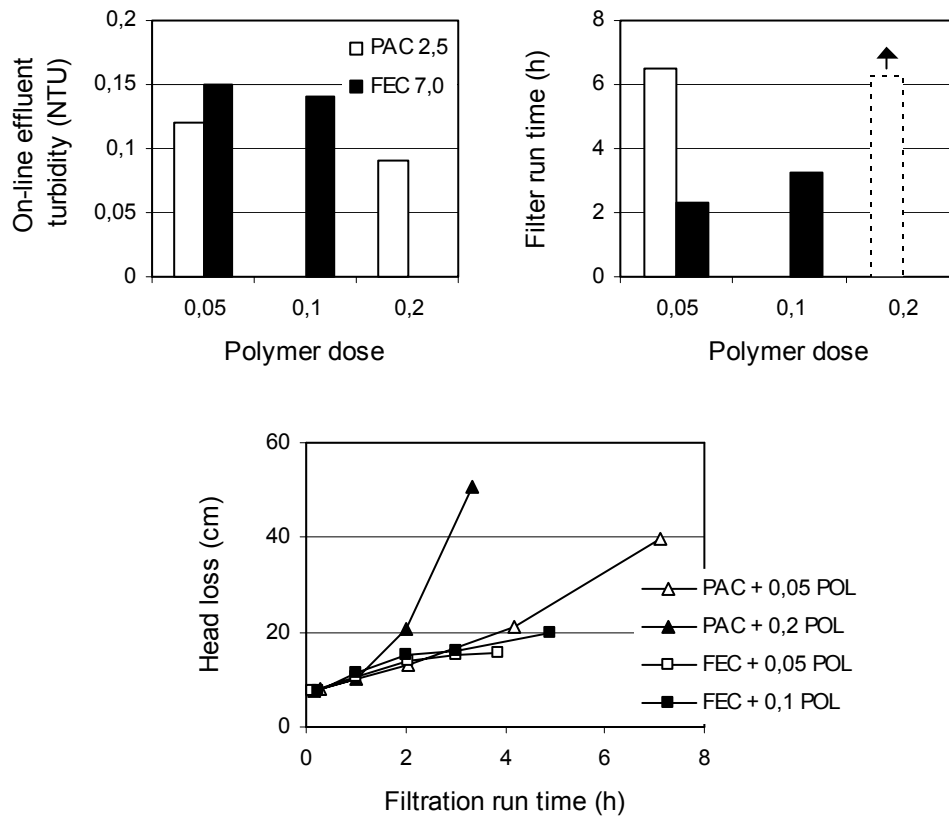 On-line effluent
turbidity (NTU)
0,2
0,15
0,1
0,05
0
PAC 2,5
FEC 7,0
0,05
0,1
0,2
Polymer dose
Filter run time (h)
8
6
4
2
0
0,05
0,1
0,2
Polymer dose
Head loss (cm)
60
40
20
0
PAC + 0,05 POL
PAC + 0,2 POL
FEC + 0,05 POL
FEC + 0,1 POL
0
2
4
6
8
Filtration run time (h)